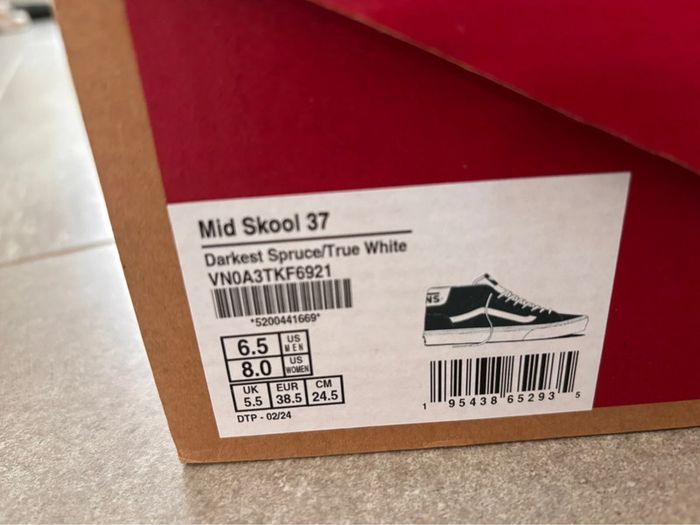 Mid Skool 37
Darkest Spruce/True White
VN0A3TKF6921
*5200441669*
6.5 US MEN
8.0 US WOMEN
UK EUR CM
5.5 38.5 24.5
DTP - 02/24
NS
1 95438 65293 5